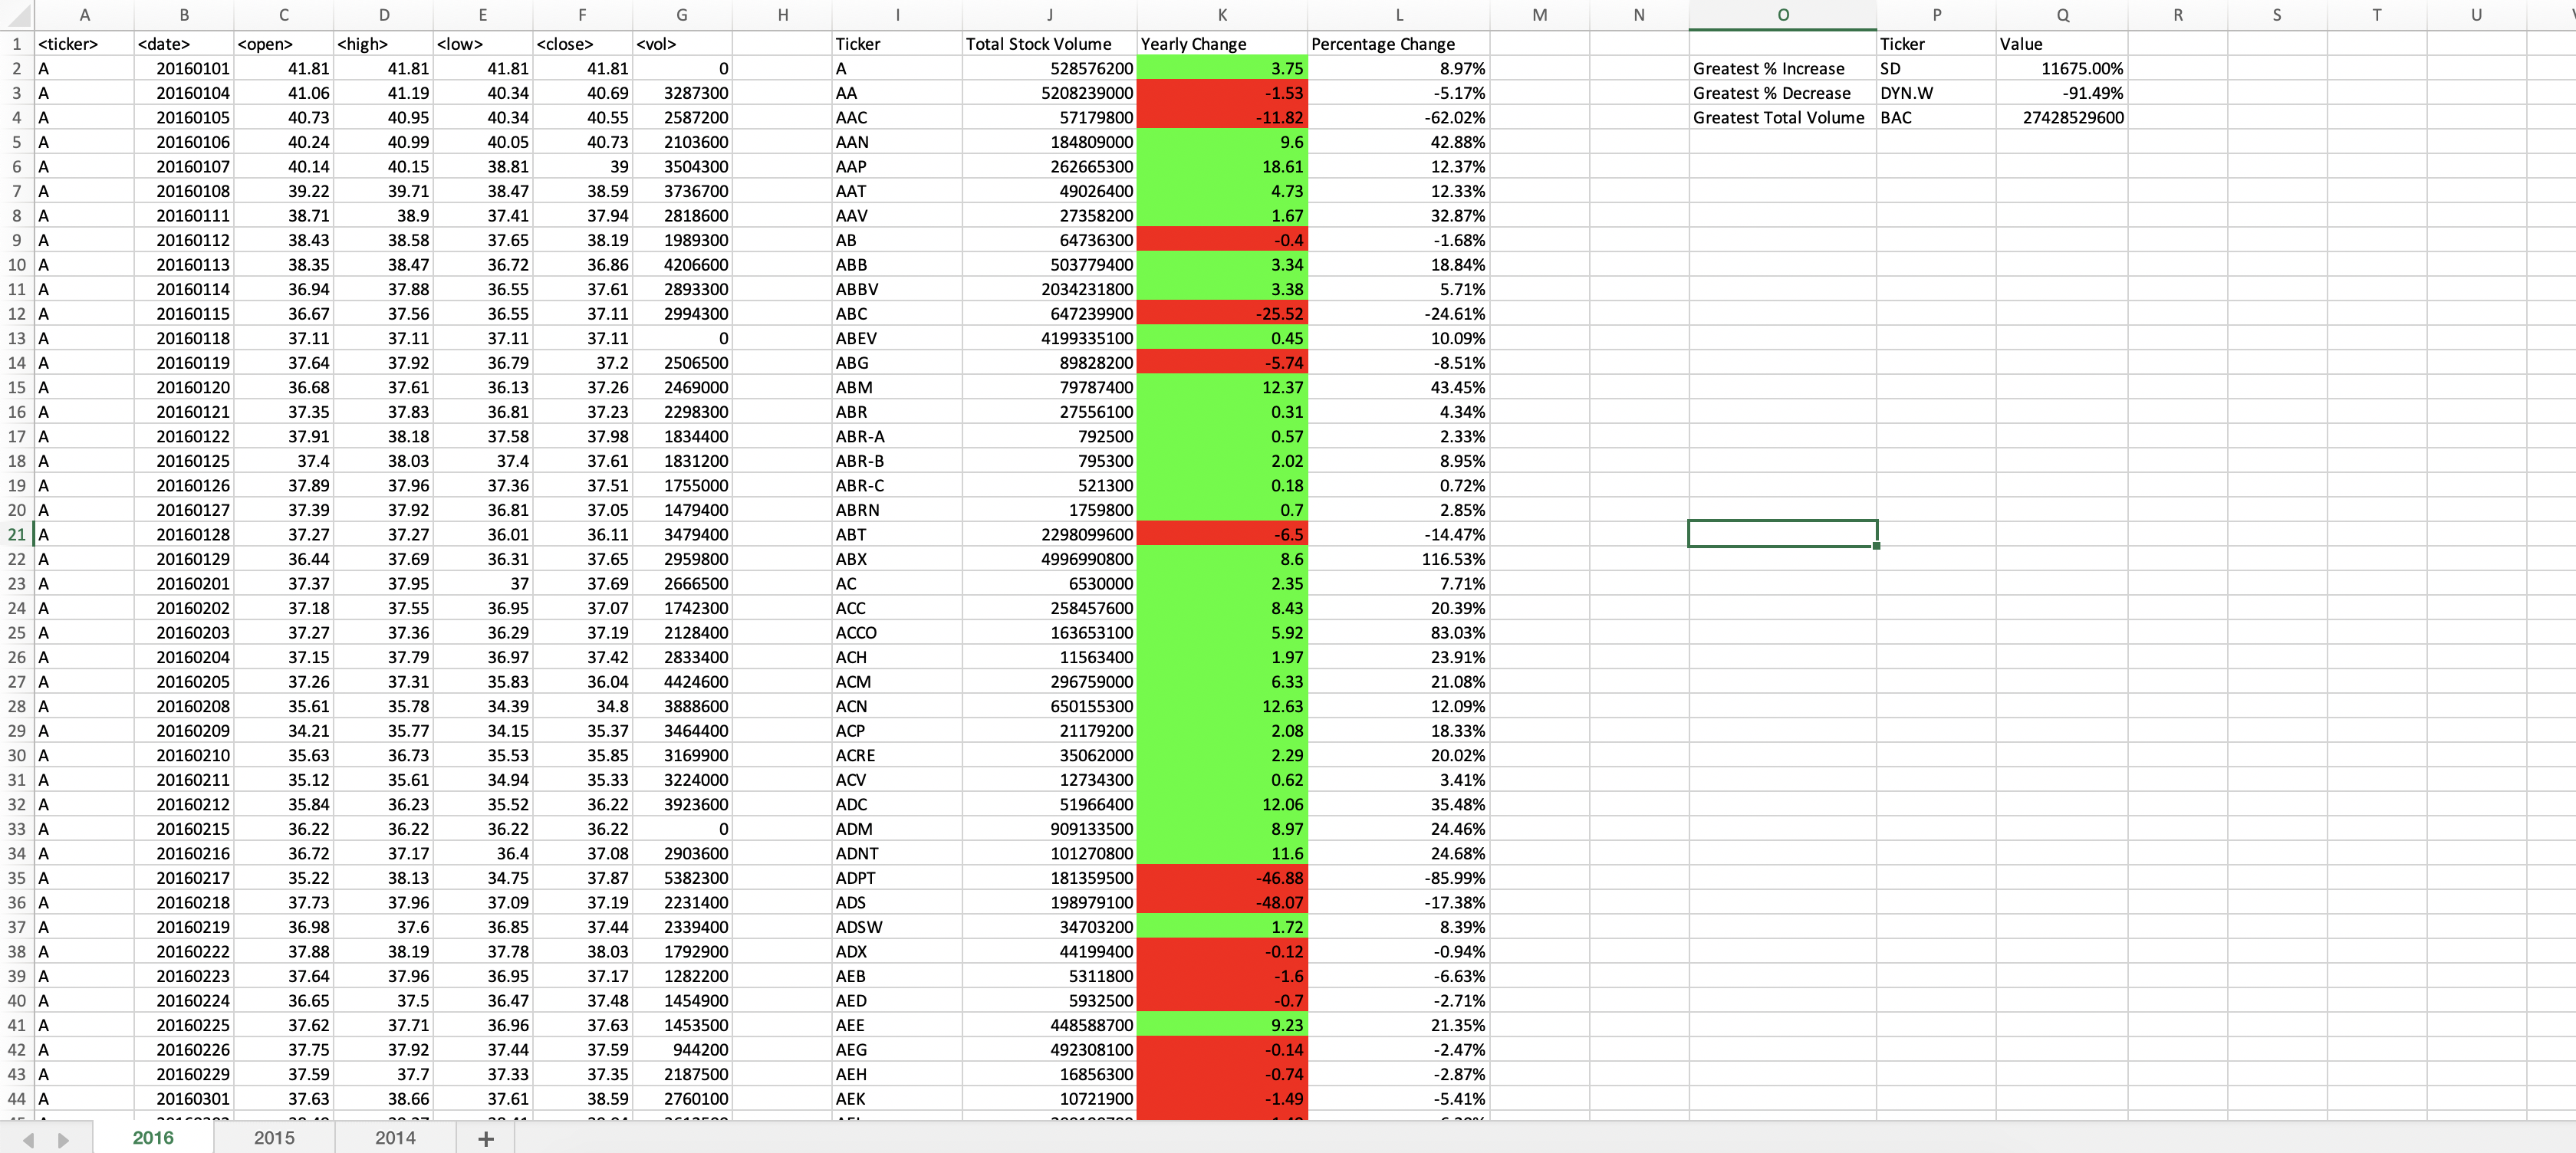 A B C D E F G H I J K L M N O P Q R S T U
1 <ticker> <date> <open> <high> <low> <close> <vol> Ticker Total Stock Volume Yearly Change Percentage Change Ticker Value
2 A 20160101 41.81 41.81 41.81 41.81 0 A 528576200 3.75 8.97% Greatest % Increase SD 11675.00%
3 A 20160104 41.06 41.19 40.34 40.69 3287300 AA 5208239000 -1.53 -5.17% Greatest % Decrease DYN.W -91.49%
4 A 20160105 40.73 40.95 40.34 40.55 2587200 AAC 57179800 -11.82 -62.02% Greatest Total Volume BAC 27428529600
5 A 20160106 40.24 40.99 40.05 40.73 2103600 AAN 184809000 9.6 42.88%
6 A 20160107 40.14 40.15 38.81 39 3504300 AAP 262665300 18.61 12.37%
7 A 20160108 39.22 39.71 38.47 38.59 3736700 AAT 49026400 4.73 12.33%
8 A 20160111 38.71 38.9 37.41 37.94 2818600 AAV 27358200 1.67 32.87%
9 A 20160112 38.43 38.58 37.65 38.19 1989300 AB 64736300 -0.4 -1.68%
10 A 20160113 38.35 38.47 36.72 36.86 4206600 ABB 503779400 3.34 18.84%
11 A 20160114 36.94 37.88 36.55 37.61 2893300 ABBV 2034231800 3.38 5.71%
12 A 20160115 36.67 37.56 36.55 37.11 2994300 ABC 647239900 -25.52 -24.61%
13 A 20160118 37.11 37.11 37.11 37.11 0 ABEV 4199335100 0.45 10.09%
14 A 20160119 37.64 37.92 36.79 37.2 2506500 ABG 89828200 -5.74 -8.51%
15 A 20160120 36.68 37.61 36.13 37.26 2469000 ABM 79787400 12.37 43.45%
16 A 20160121 37.35 37.83 36.81 37.23 2298300 ABR 27556100 0.31 4.34%
17 A 20160122 37.91 38.18 37.58 37.98 1834400 ABR-A 792500 0.57 2.33%
18 A 20160125 37.4 38.03 37.4 37.61 1831200 ABR-B 795300 2.02 8.95%
19 A 20160126 37.89 37.96 37.36 37.51 1755000 ABR-C 521300 0.18 0.72%
20 A 20160127 37.39 37.92 36.81 37.05 1479400 ABRN 1759800 0.7 2.85%
21 A 20160128 37.27 37.27 36.01 36.11 3479400 ABT 2298099600 -6.5 -14.47%
22 A 20160129 36.44 37.69 36.31 37.65 2959800 ABX 4996990800 8.6 116.53%
23 A 20160201 37.37 37.95 37 37.69 2666500 AC 6530000 2.35 7.71%
24 A 20160202 37.18 37.55 36.95 37.07 1742300 ACC 258457600 8.43 20.39%
25 A 20160203 37.27 37.36 36.29 37.19 2128400 ACCO 163653100 5.92 83.03%
26 A 20160204 37.15 37.79 36.97 37.42 2833400 ACH 11563400 1.97 23.91%
27 A 20160205 37.26 37.31 35.83 36.04 4424600 ACM 296759000 6.33 21.08%
28 A 20160208 35.61 35.78 34.39 34.8 3888600 ACN 650155300 12.63 12.09%
29 A 20160209 34.21 35.77 34.15 35.37 3464400 ACP 21179200 2.08 18.33%
30 A 20160210 35.63 36.73 35.53 35.85 3169900 ACRE 35062000 2.29 20.02%
31 A 20160211 35.12 35.61 34.94 35.33 3224000 ACV 12734300 0.62 3.41%
32 A 20160212 35.84 36.23 35.52 36.22 3923600 ADC 51966400 12.06 35.48%
33 A 20160215 36.22 36.22 36.22 36.22 0 ADM 909133500 8.97 24.46%
34 A 20160216 36.72 37.17 36.4 37.08 2903600 ADNT 101270800 11.6 24.68%
35 A 20160217 35.22 38.13 34.75 37.87 5382300 ADPT 181359500 -46.88 -85.99%
36 A 20160218 37.73 37.96 37.09 37.19 2231400 ADS 198979100 -48.07 -17.38%
37 A 20160219 36.98 37.6 36.85 37.44 2339400 ADSW 34703200 1.72 8.39%
38 A 20160222 37.88 38.19 37.78 38.03 1792900 ADX 44199400 -0.12 -0.94%
39 A 20160223 37.64 37.96 36.95 37.17 1282200 AEB 5311800 -1.6 -6.63%
40 A 20160224 36.65 37.5 36.47 37.48 1454900 AED 5932500 -0.7 -2.71%
41 A 20160225 37.62 37.71 36.96 37.63 1453500 AEE 448588700 9.23 21.35%
42 A 20160226 37.75 37.92 37.44 37.59 944200 AEG 492308100 -0.14 -2.47%
43 A 20160229 37.59 37.7 37.33 37.35 2187500 AEH 16856300 -0.74 -2.87%
44 A 20160301 37.63 38.66 37.61 38.59 2760100 AEK 10721900 -1.49 -5.41%
2016 2015 2014 +